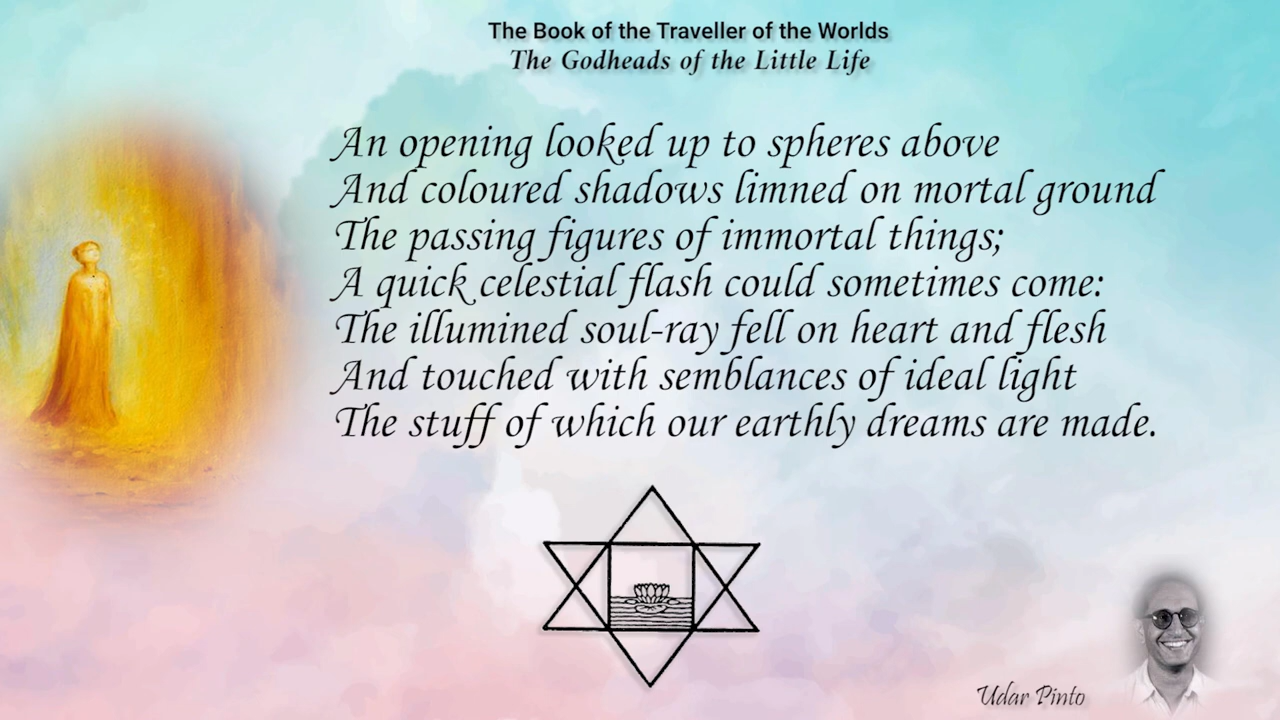 The Book of the Traveller of the Worlds
The Godheads of the Little Life
An opening looked up to spheres above
And coloured shadows limned on mortal ground
The passing figures of immortal things;
A quick celestial flash could sometimes come:
The illumined soul-ray fell on heart and flesh
And touched with semblances of ideal light
The stuff of which our earthly dreams are made.
Udar Pinto